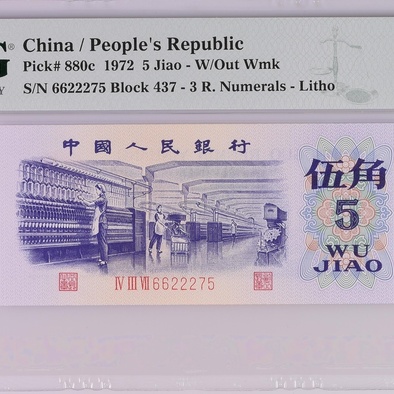 G®
China / People's Republic
Pick# 880c 1972 5 Jiao - W/Out Wmk
S/N 6622275 Block 437 - 3 R. Numerals - Litho
Y
中國人民銀行
伍角
5
WU
JIAO
IV III VII 6622275